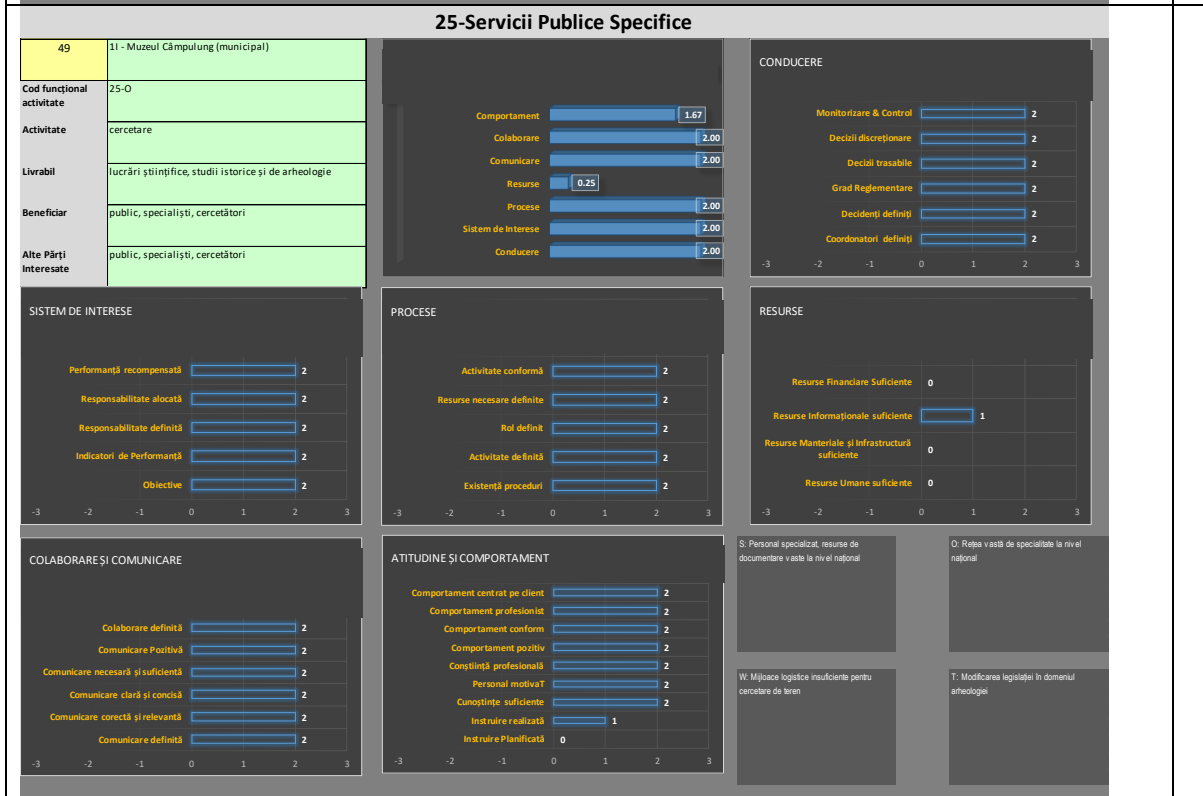 25-Servicii Publice Specifice
49
1I - Muzeul Câmpulung (municipal)
Cod funcțional
activitate
25-O
Activitate
cercetare
Livrabil
lucrări științifice, studii istorice și de arheologie
Beneficiar
public, specialiști, cercetători
Alte Părți
Interesate
public, specialiști, cercetători
Comportament 1.67
Colaborare 2.00
Comunicare 2.00
Resurse 0.25
Procese 2.00
Sistem de Interese 2.00
Conducere 2.00
CONDUCERE
Monitorizare & Control 2
Decizii discreționare 2
Decizii trasabile 2
Grad Reglementare 2
Decidenți definiți 2
Coordonatori definiți 2
-3 -2 -1 0 1 2 3
SISTEM DE INTERESE
Performanță recompensată 2
Responsabilitate alocată 2
Responsabilitate definită 2
Indicatori de Performanță 2
Obiective 2
-3 -2 -1 0 1 2 3
PROCESE
Activitate conformă 2
Resurse necesare definite 2
Rol definit 2
Activitate definită 2
Existență proceduri 2
-3 -2 -1 0 1 2 3
RESURSE
Resurse Financiare Suficiente 0
Resurse Informaționale suficiente 1
Resurse Manteriale și Infrastructură
suficiente 0
Resurse Umane suficiente 0
-3 -2 -1 0 1 2 3
COLABORARE ȘI COMUNICARE
Colaborare definită 2
Comunicare Pozitivă 2
Comunicare necesară și suficientă 2
Comunicare clară și concisă 2
Comunicare corectă și relevantă 2
Comunicare definită 2
-3 -2 -1 0 1 2 3
ATITUDINE ȘI COMPORTAMENT
Comportament centrat pe client 2
Comportament profesionist 2
Comportament conform 2
Comportament pozitiv 2
Conștiință profesională 2
Personal motivaT 2
Cunoștințe suficiente 2
Instruire realizată 1
Instruire Planificată 0
-3 -2 -1 0 1 2 3
S: Personal specializat, resurse de
documentare vaste la nivel național
O: Rețea vastă de specialitate la nivel
național
W: Mijloace logistice insuficiente pentru
cercetare de teren
T: Modificarea legislației în domeniul
arheologiei